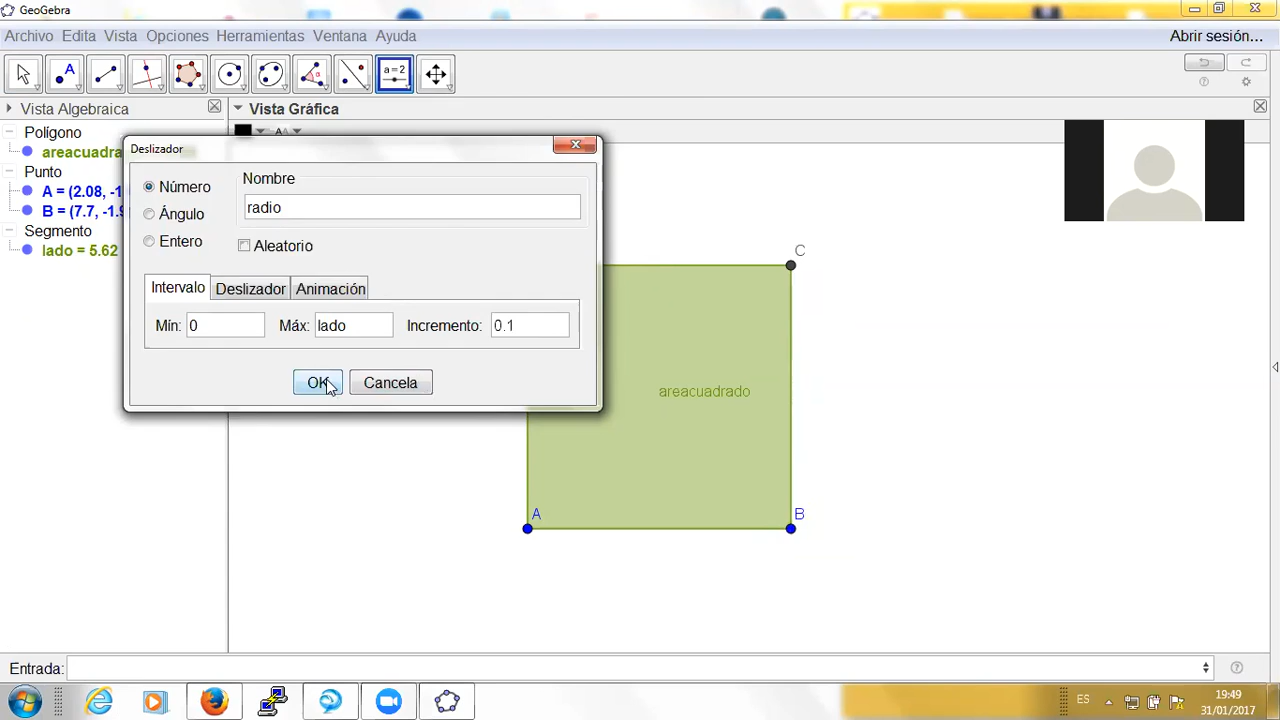 GeoGebra
Archivo Edita Vista Opciones Herramientas Ventana Ayuda
Abrir sesión...
A
α
a = 2
Vista Algebraica
Vista Gráfica
Polígono
areacuadra
Punto
A = (2.08, -1
B = (7.7, -1.9
Segmento
lado = 5.62
Deslizador
Número
Ángulo
Entero
Nombre
radio
Aleatorio
Intervalo Deslizador Animación
Mín: 0 Máx: lado Incremento: 0.1
OK Cancela
C
areacuadrado
A
B
Entrada:
ES
19:49
31/01/2017